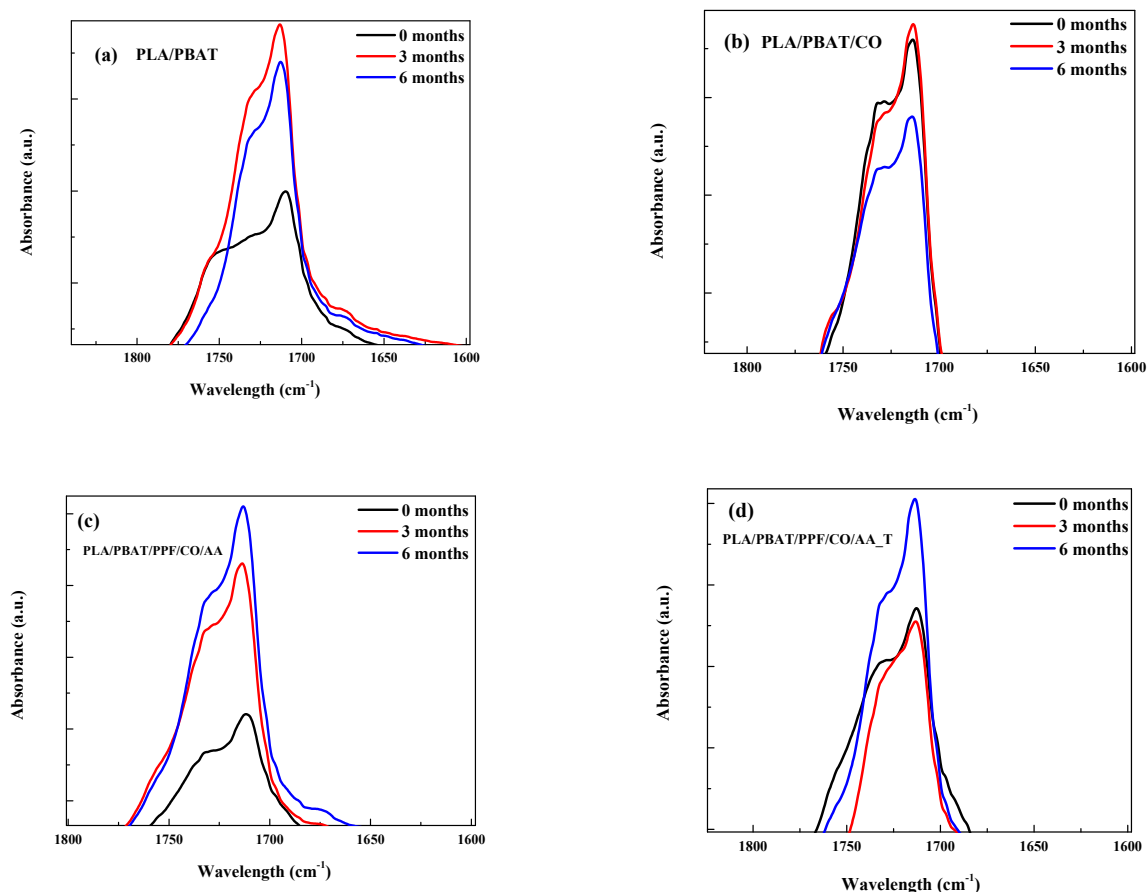 (a) PLA/PBAT
0 months
3 months
6 months
Absorbance (a.u.)
1800 1750 1700 1650 1600
Wavelength (cm-1)
(b) PLA/PBAT/CO
0 months
3 months
6 months
Absorbance (a.u.)
1800 1750 1700 1650 1600
Wavelength (cm-1)
(c)
PLA/PBAT/PPF/CO/AA
0 months
3 months
6 months
Absorbance (a.u.)
1800 1750 1700 1650 1600
Wavelength (cm-1)
(d)
PLA/PBAT/PPF/CO/AA_T
0 months
3 months
6 months
Absorbance (a.u.)
1800 1750 1700 1650 1600
Wavelength (cm-1)